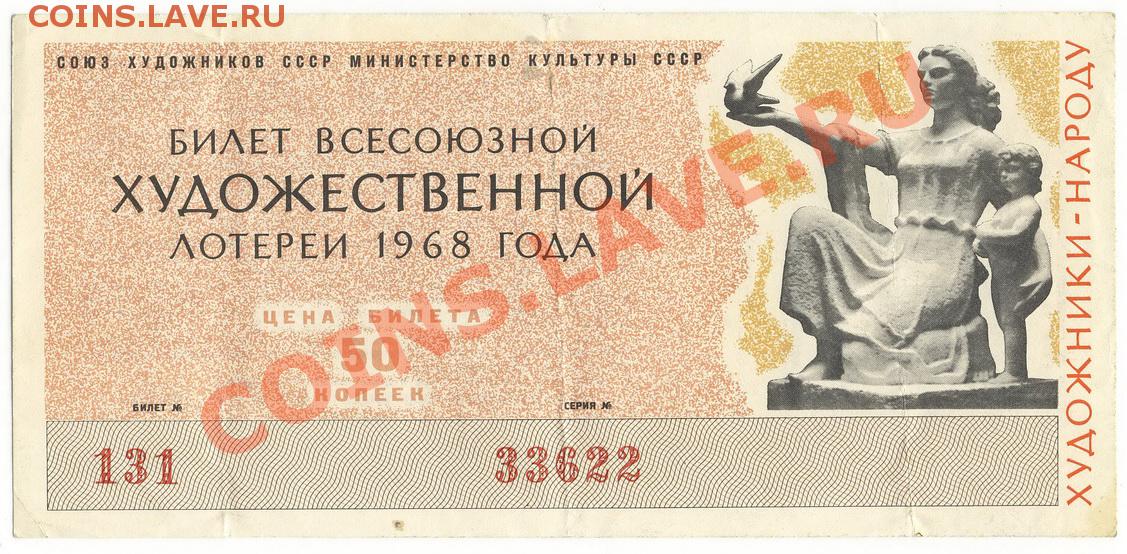 COINS.LAVE.RU
СОЮЗ ХУДОЖНИКОВ СССР МИНИСТЕРСТВО КУЛЬТУРЫ СССР
БИЛЕТ ВСЕСОЮЗНОЙ
ХУДОЖЕСТВЕННОЙ
ЛОТЕРЕИ 1968 ГОДА
ЦЕНА БИЛЕТА
50
КОПЕЕК
БИЛЕТ №
СЕРИЯ №
131
33622
ХУДОЖНИКИ-НАРОДУ
COINS.LAVE.RU